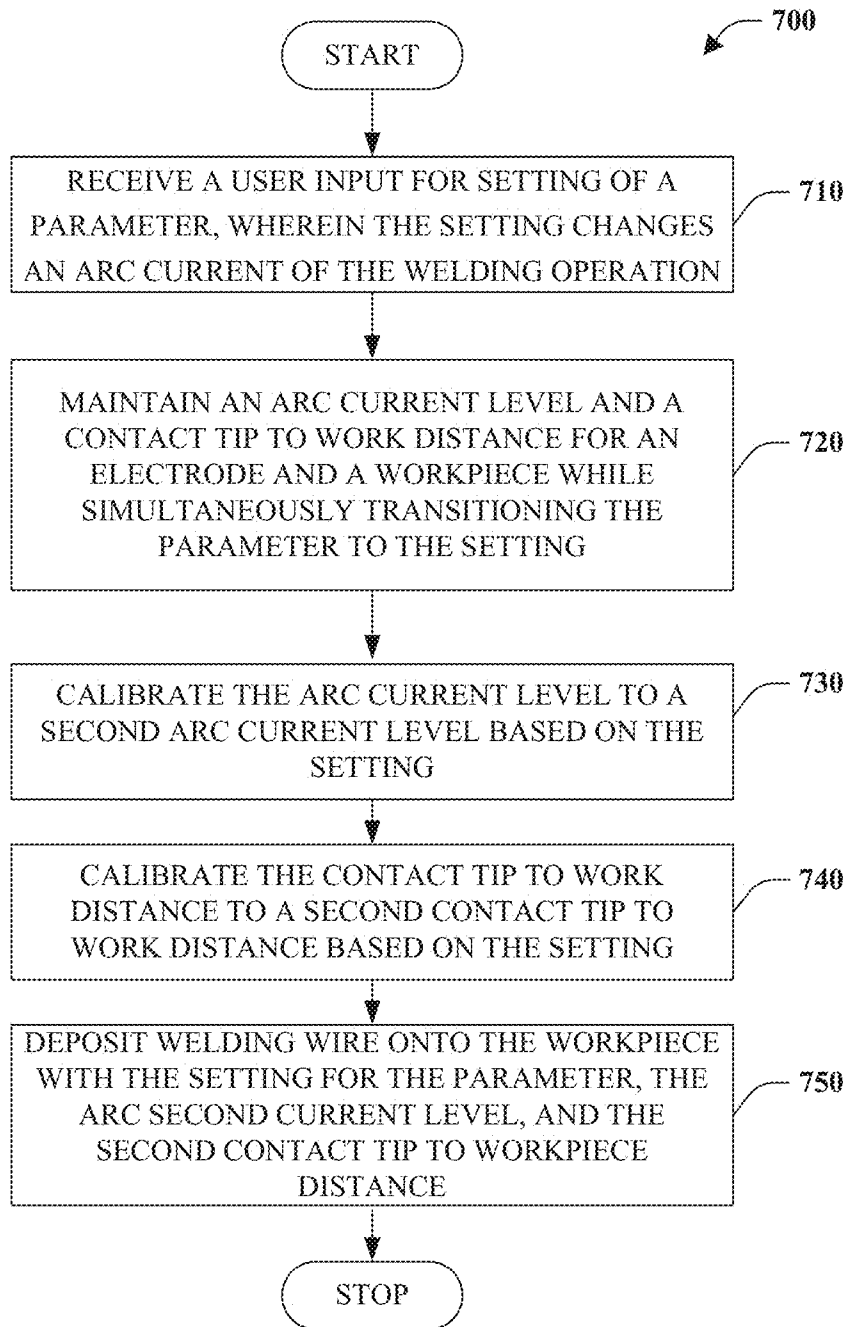 700
START
RECEIVE A USER INPUT FOR SETTING OF A
PARAMETER, WHEREIN THE SETTING CHANGES
AN ARC CURRENT OF THE WELDING OPERATION
710
MAINTAIN AN ARC CURRENT LEVEL AND A
CONTACT TIP TO WORK DISTANCE FOR AN
ELECTRODE AND A WORKPIECE WHILE
SIMULTANEOUSLY TRANSITIONING THE
PARAMETER TO THE SETTING
720
CALIBRATE THE ARC CURRENT LEVEL TO A
SECOND ARC CURRENT LEVEL BASED ON THE
SETTING
730
CALIBRATE THE CONTACT TIP TO WORK
DISTANCE TO A SECOND CONTACT TIP TO
WORK DISTANCE BASED ON THE SETTING
740
DEPOSIT WELDING WIRE ONTO THE WORKPIECE
WITH THE SETTING FOR THE PARAMETER, THE
ARC SECOND CURRENT LEVEL, AND THE
SECOND CONTACT TIP TO WORKPIECE
DISTANCE
750
STOP